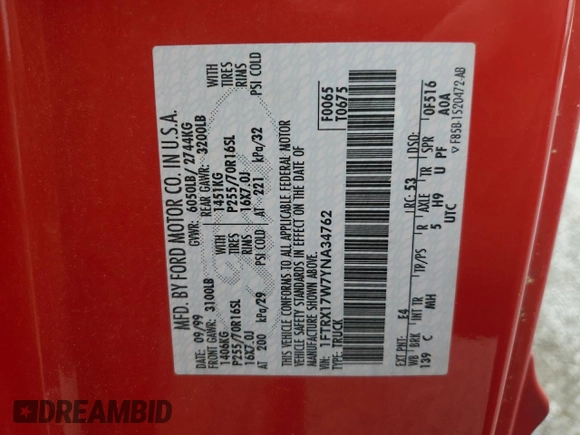 MFD. BY FORD MOTOR CO. IN U.S.A.
DATE: 09/99 GVWR: 6050LB/ 2744KG
FRONT GAWR: 3100LB REAR GAWR: 3200LB
1406KG WITH 1451KG WITH
P255/70R16SL TIRES P255/70R16SL TIRES
16X7.0J RIMS 16X7.0J RIMS
AT 200 kPa/29 PSI COLD AT 221 kPa/32 PSI COLD
THIS VEHICLE CONFORMS TO ALL APPLICABLE FEDERAL MOTOR
VEHICLE SAFETY STANDARDS IN EFFECT ON THE DATE OF
MANUFACTURE SHOWN ABOVE.
VIN: 1FTRX17W7YNA34762 F0065
TYPE: TRUCK T0675
EXT PNT: E4 RC: 53 DSO:
WB BRK INT TR TP/PS R AXLE TR SPR 0F516
139 C MH 5 H9 U PF A0A
UTC F85B-1520472-AB
DREAMBID